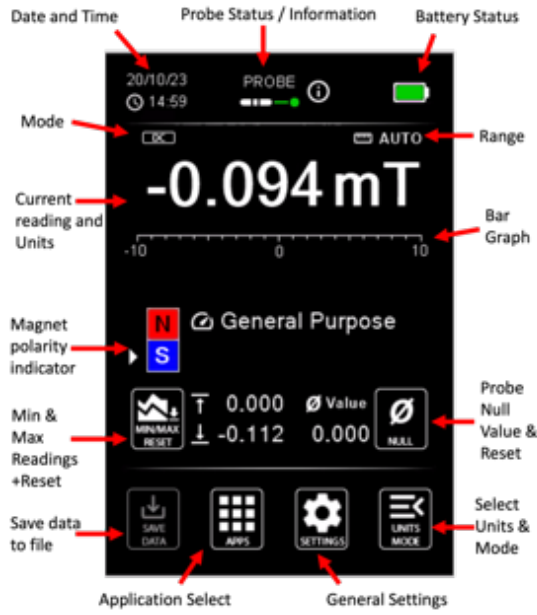 Date and Time
Probe Status / Information
Battery Status
20/10/23
14:59
PROBE
Mode
DC
AUTO
Range
-0.094 mT
Current
reading and
Units
-10
0
10
Bar
Graph
N
S
General Purpose
Magnet
polarity
indicator
Min &
Max
Readings
+Reset
MIN/MAX
RESET
0.000
-0.112
Ø Value
0.000
Ø
NULL
Probe
Null
Value &
Reset
Save data
to file
SAVE
DATA
APPS
SETTINGS
UNITS
MODE
Select
Units &
Mode
Application Select
General Settings